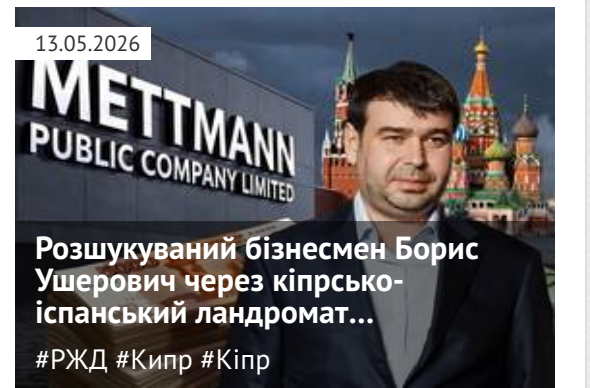 13.05.2026
METTMANN
PUBLIC COMPANY LIMITED
Розшукуваний бізнесмен Борис
Ушерович через кіпрсько-
іспанський ландромат...
#РЖД #Кипр #Кіпр